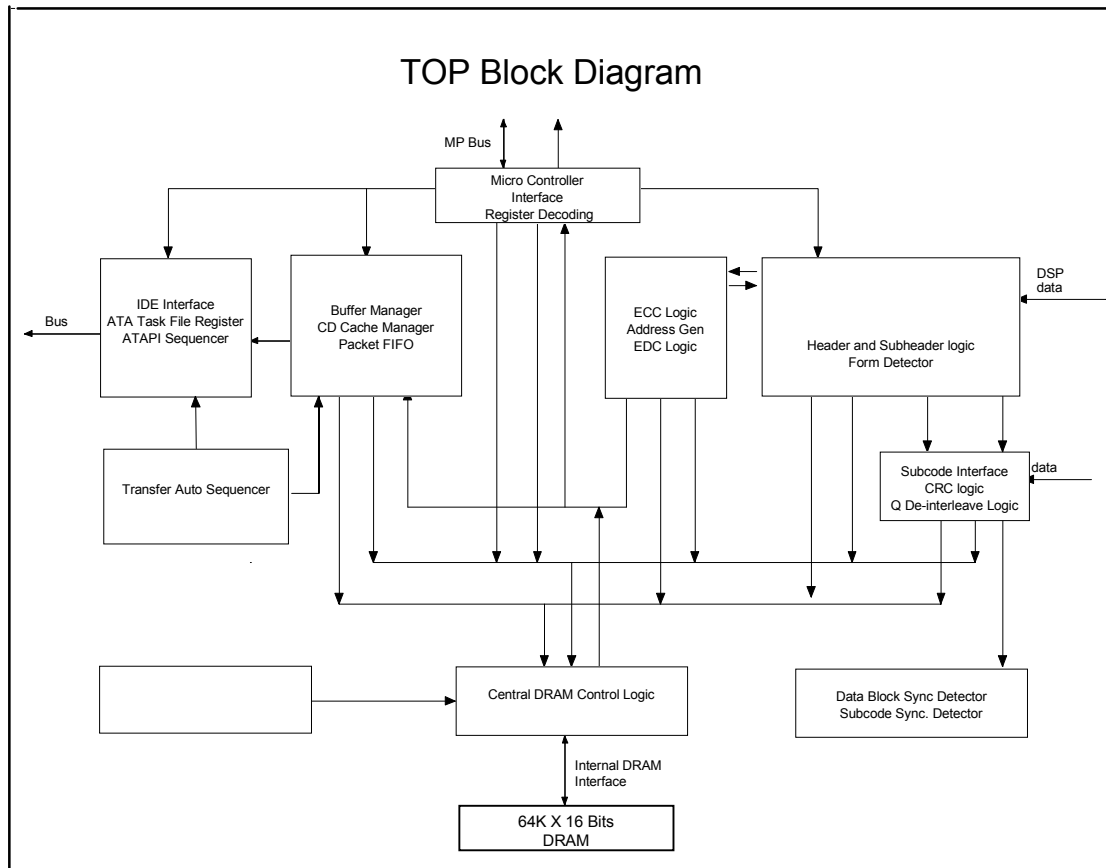 TOP Block Diagram
MP Bus
Micro Controller
Interface
Register Decoding
IDE Interface
ATA Task File Register
ATAPI Sequencer
Buffer Manager
CD Cache Manager
Packet FIFO
ECC Logic
Address Gen
EDC Logic
Header and Subheader logic
Form Detector
DSP
data
Bus
Transfer Auto Sequencer
Subcode Interface
CRC logic
Q De-interleave Logic
data
Central DRAM Control Logic
Data Block Sync Detector
Subcode Sync. Detector
Internal DRAM
Interface
64K X 16 Bits
DRAM